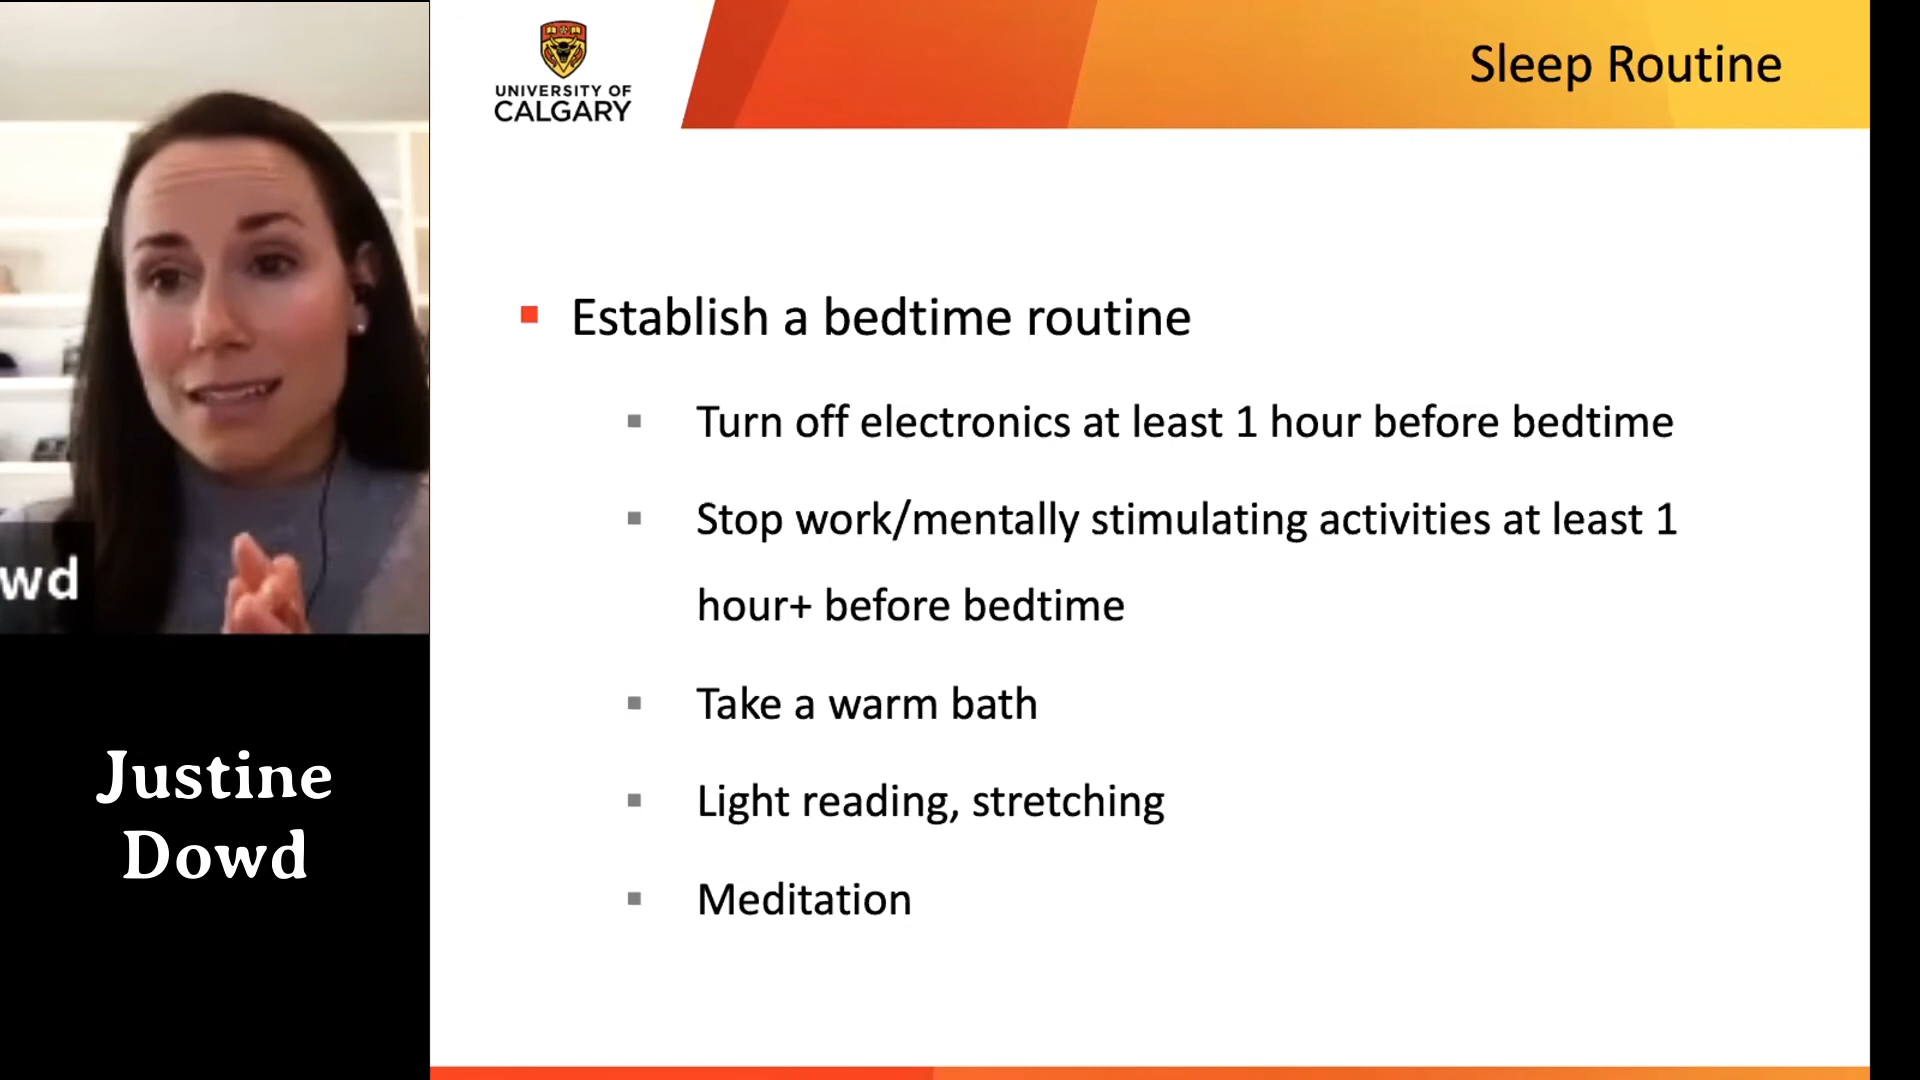 UNIVERSITY OF
CALGARY
Sleep Routine
Establish a bedtime routine
Turn off electronics at least 1 hour before bedtime
Stop work/mentally stimulating activities at least 1
hour+ before bedtime
Take a warm bath
Light reading, stretching
Meditation
wd
Justine
Dowd